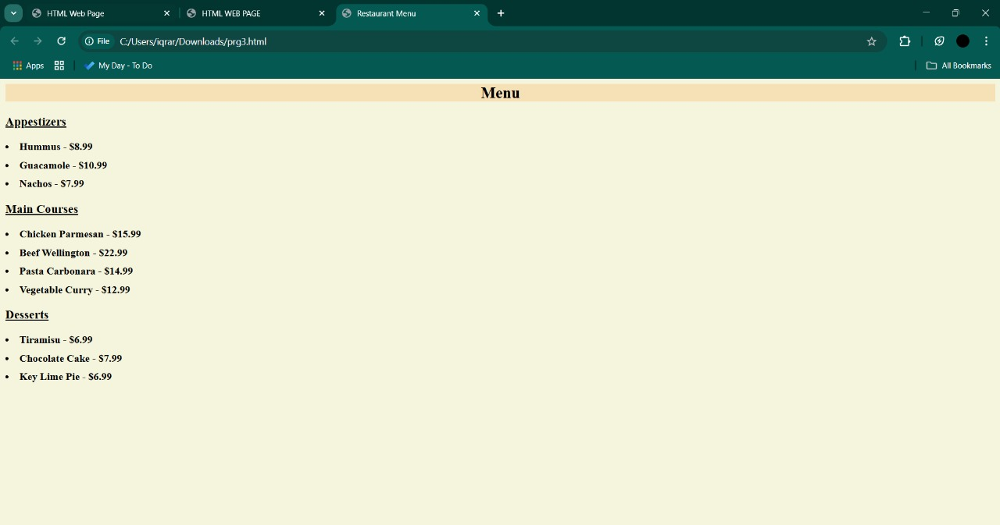 HTML Web Page
HTML WEB PAGE
Restaurant Menu
File C:/Users/iqrar/Downloads/prg3.html
Apps
My Day - To Do
All Bookmarks
Menu
Appestizers
• Hummus - $8.99
• Guacamole - $10.99
• Nachos - $7.99
Main Courses
• Chicken Parmesan - $15.99
• Beef Wellington - $22.99
• Pasta Carbonara - $14.99
• Vegetable Curry - $12.99
Desserts
• Tiramisu - $6.99
• Chocolate Cake - $7.99
• Key Lime Pie - $6.99